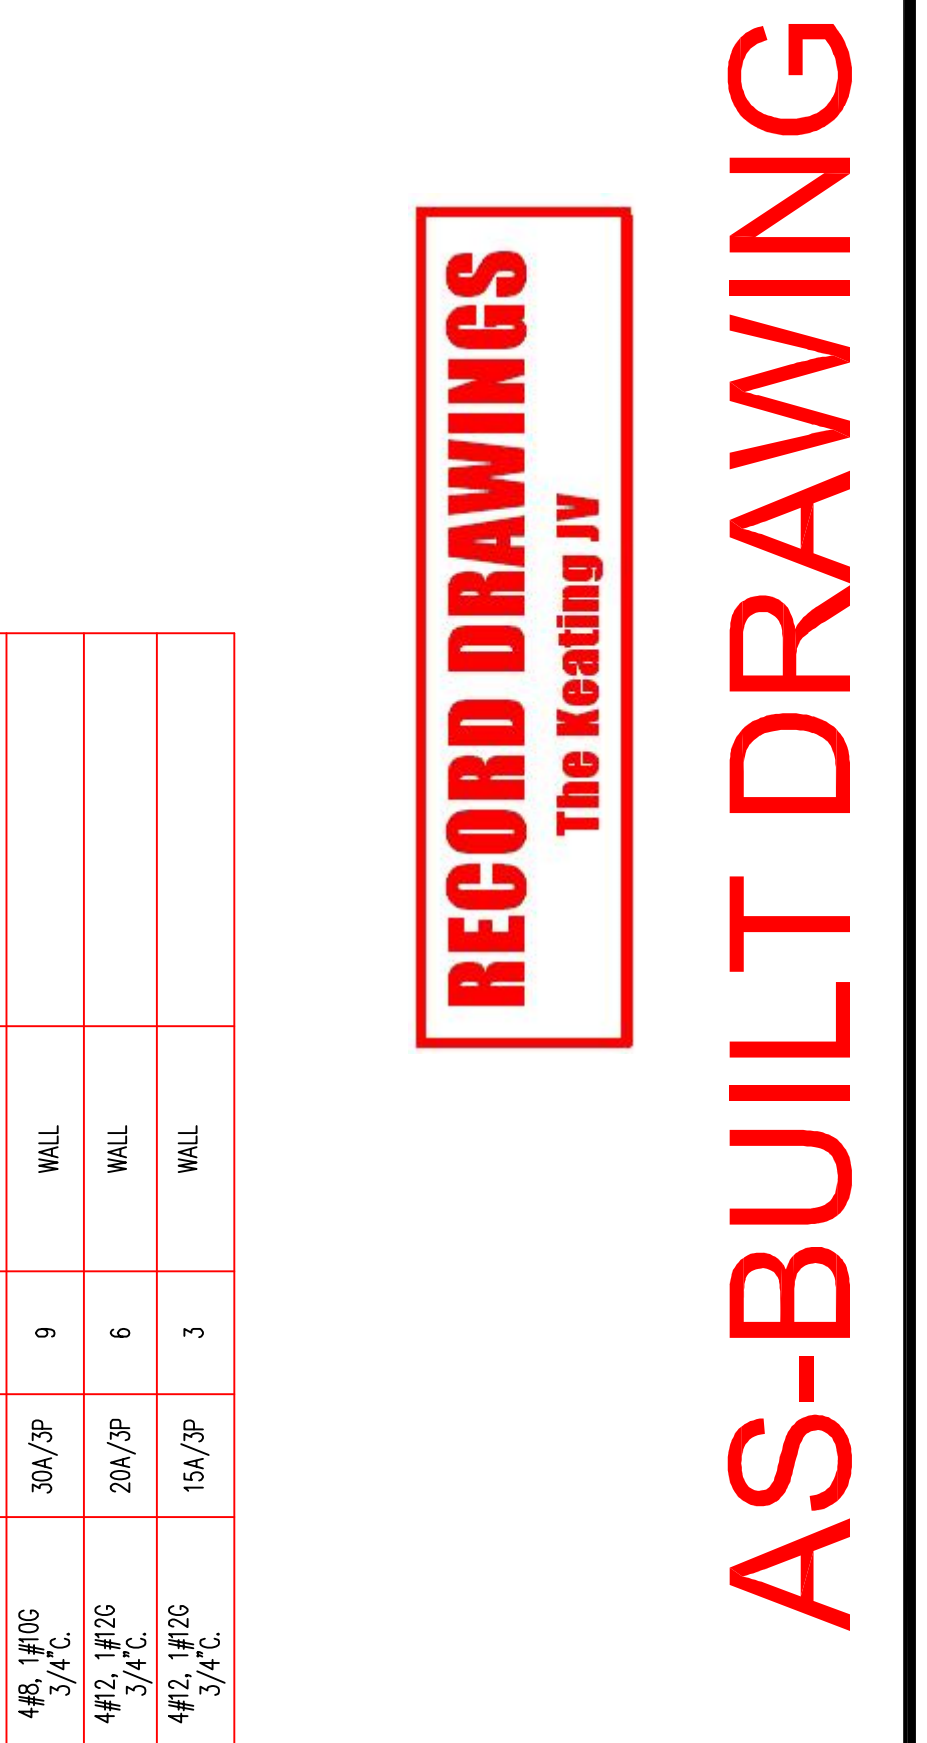 4#8, 1#10G
3/4"C.
30A/3P
9
WALL
4#12, 1#12G
3/4"C.
20A/3P
6
WALL
4#12, 1#12G
3/4"C.
15A/3P
3
WALL
RECORD DRAWINGS
The Keating JV
AS-BUILT DRAWING